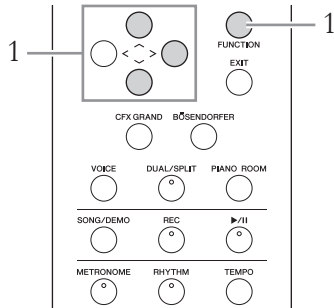 1
1
< >
FUNCTION
EXIT
CFX GRAND BÖSENDORFER
VOICE DUAL/SPLIT PIANO ROOM
SONG/DEMO REC ►/II
METRONOME RHYTHM TEMPO